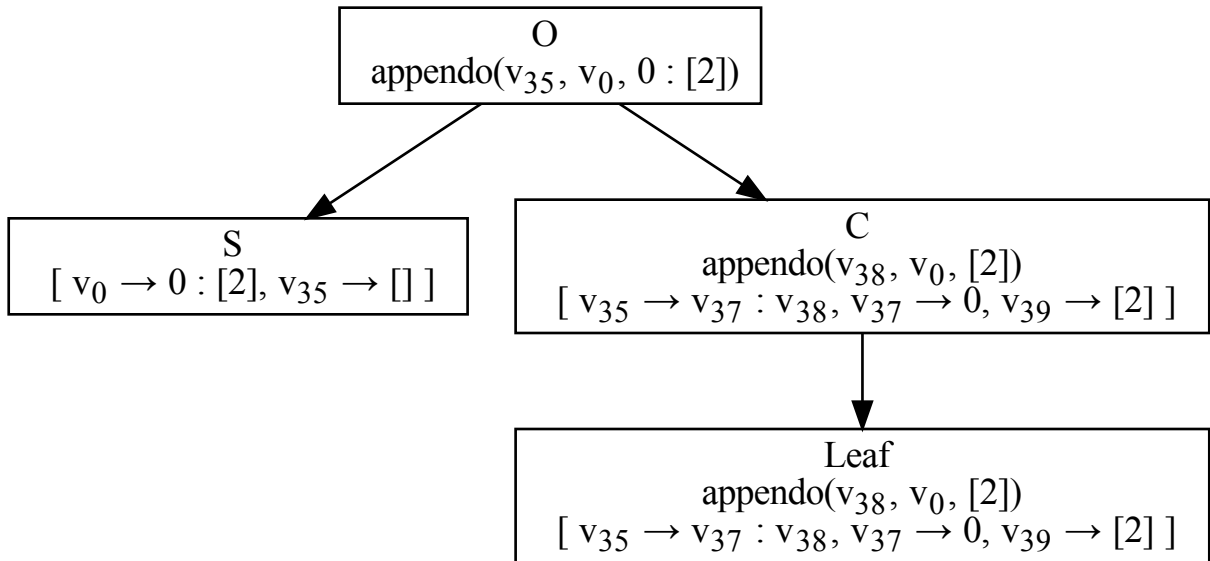 O
appendo(v₃₅, v₀, 0 : [2])
S
[ v₀ → 0 : [2], v₃₅ → [] ]
C
appendo(v₃₈, v₀, [2])
[ v₃₅ → v₃₇ : v₃₈, v₃₇ → 0, v₃₉ → [2] ]
Leaf
appendo(v₃₈, v₀, [2])
[ v₃₅ → v₃₇ : v₃₈, v₃₇ → 0, v₃₉ → [2] ]